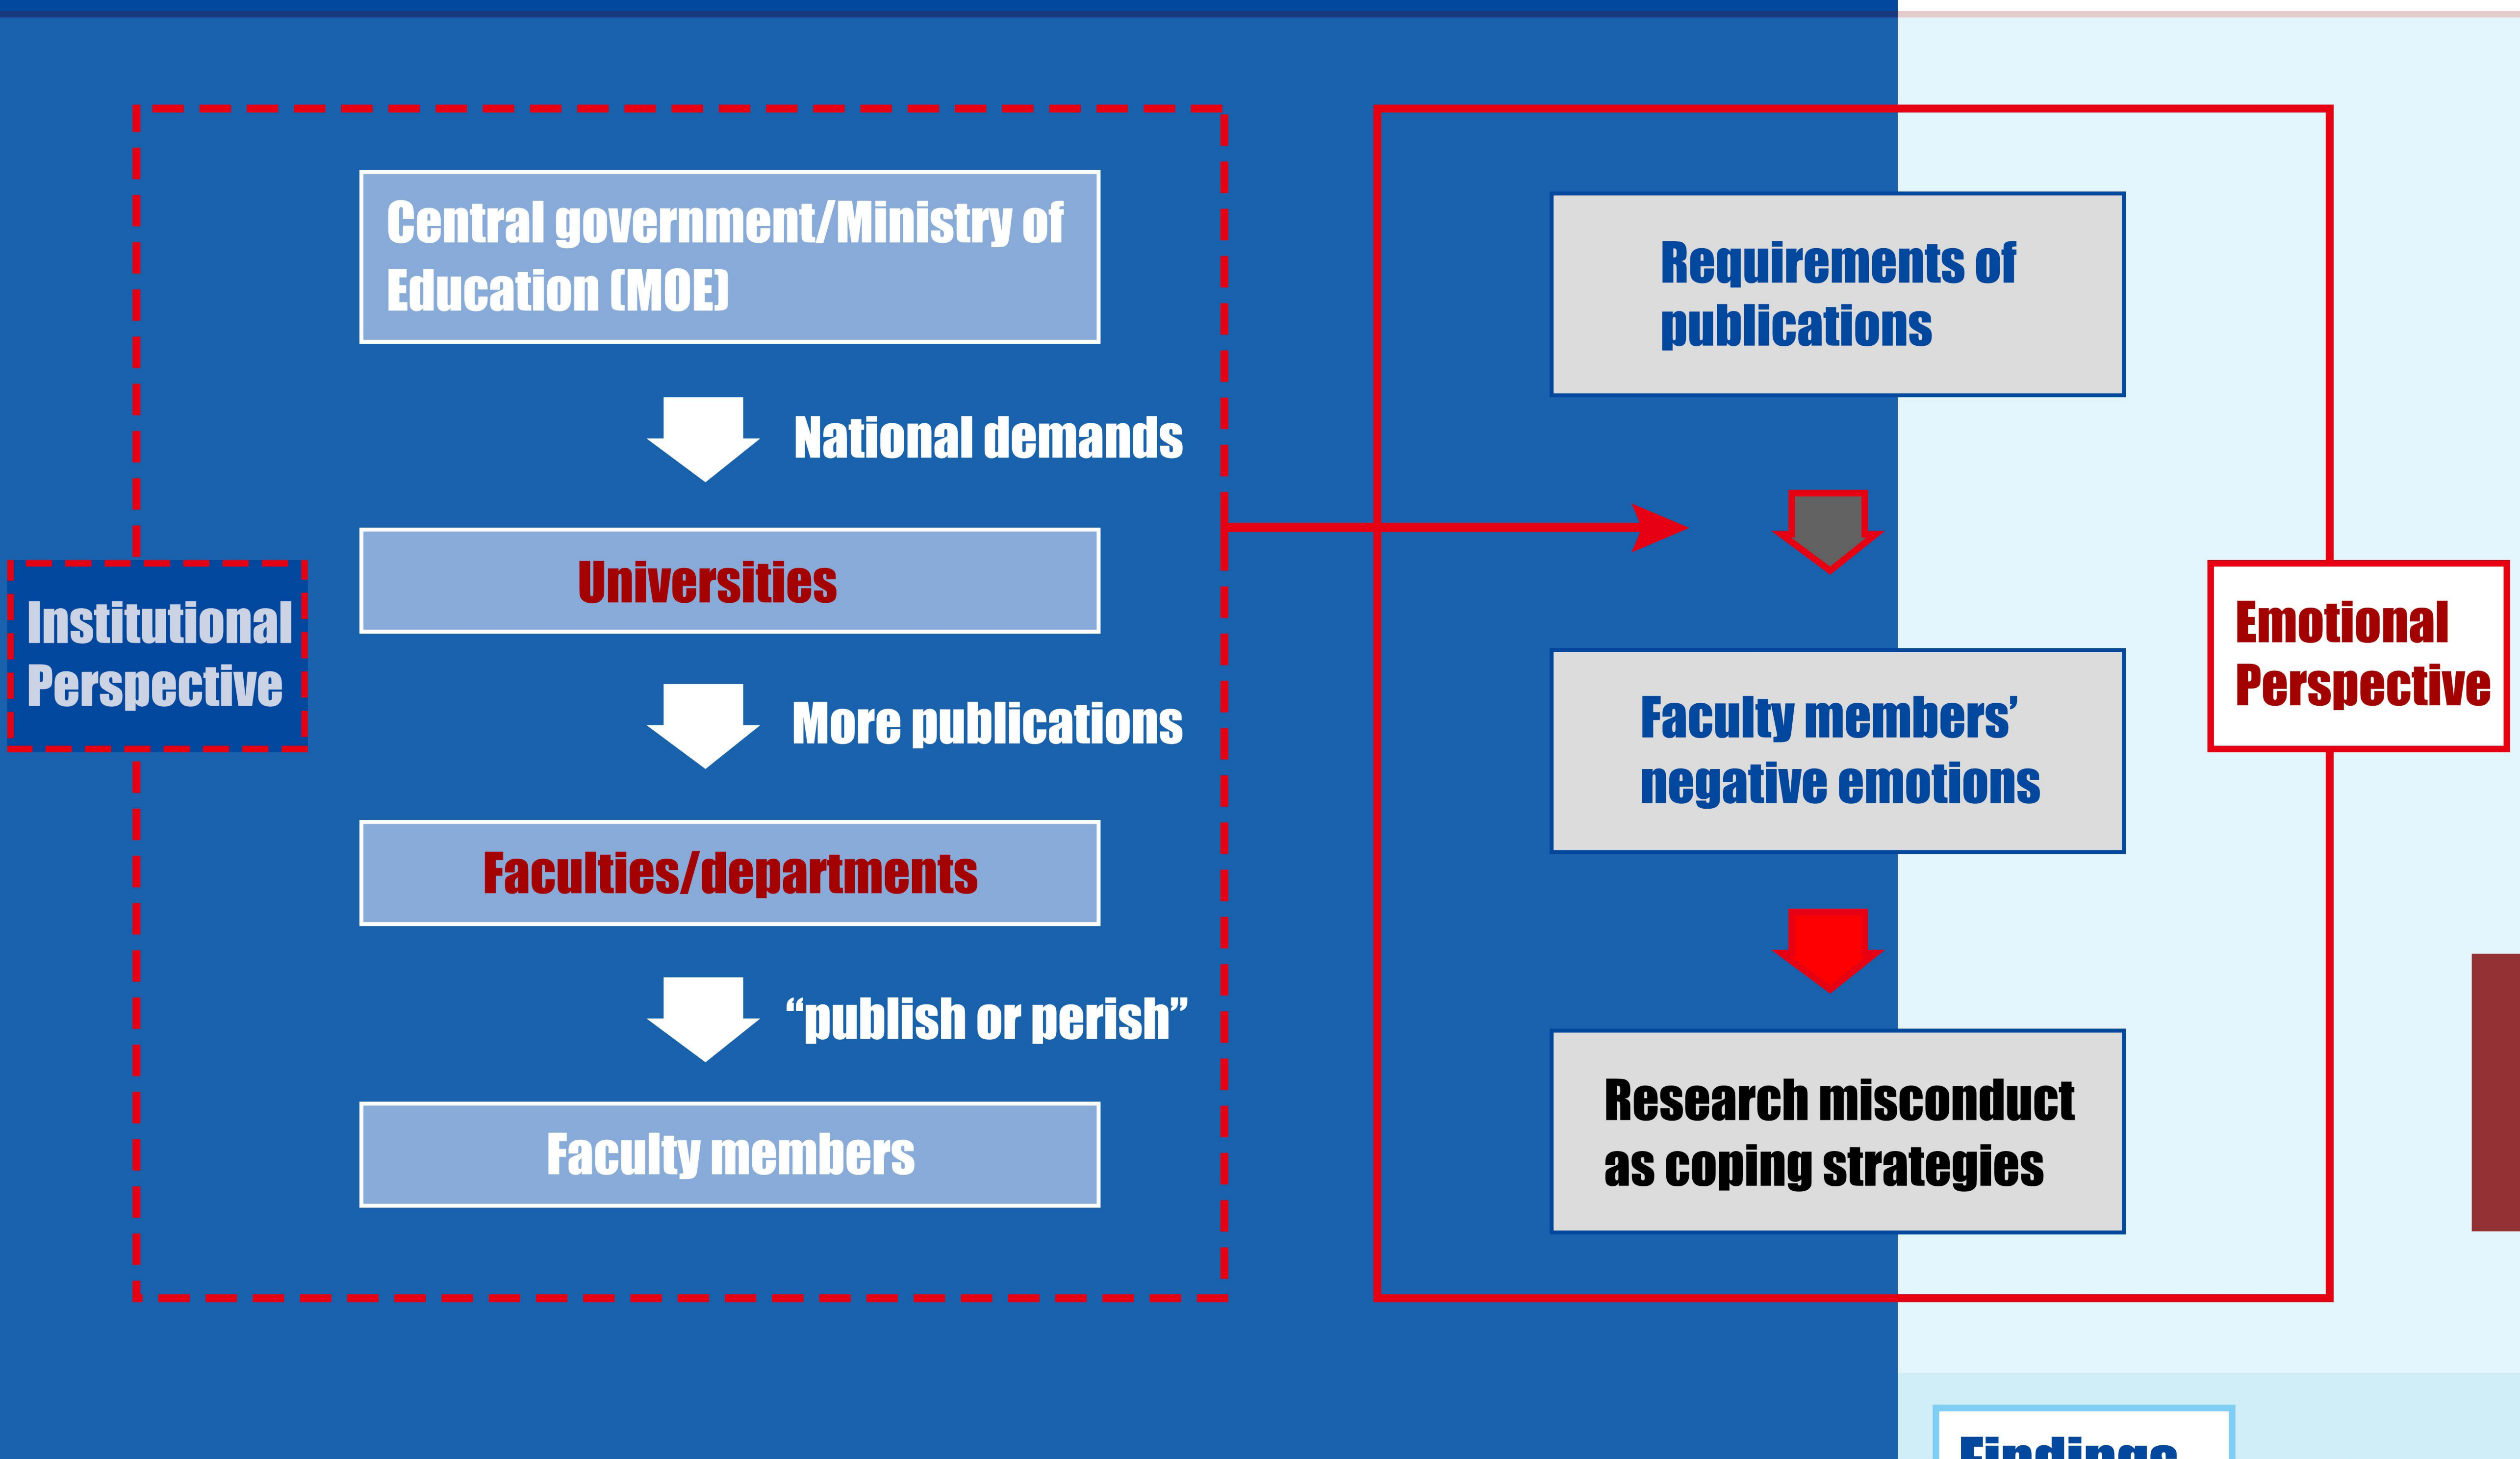 Central government/Ministry of
Education (MOE)
National demands
Universities
More publications
Faculties/departments
“publish or perish”
Faculty members
Institutional
Perspective
Requirements of
publications
Faculty members’
negative emotions
Research misconduct
as coping strategies
Emotional
Perspective
Findings